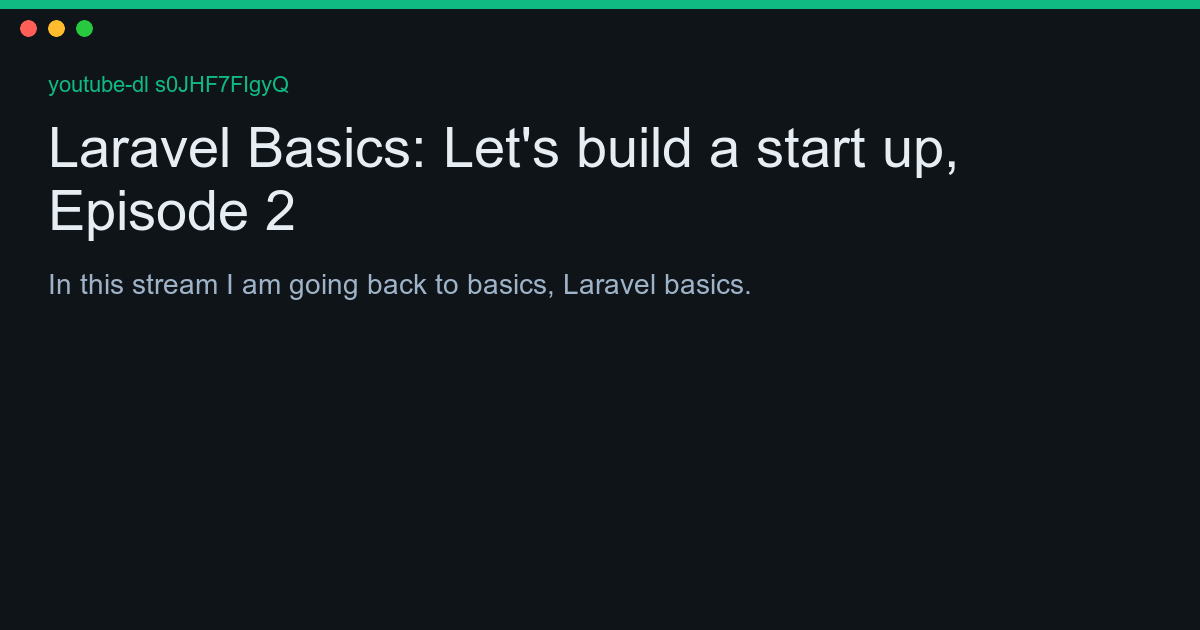 youtube-dl s0JHF7FIgyQ
Laravel Basics: Let's build a start up,
Episode 2
In this stream I am going back to basics, Laravel basics.